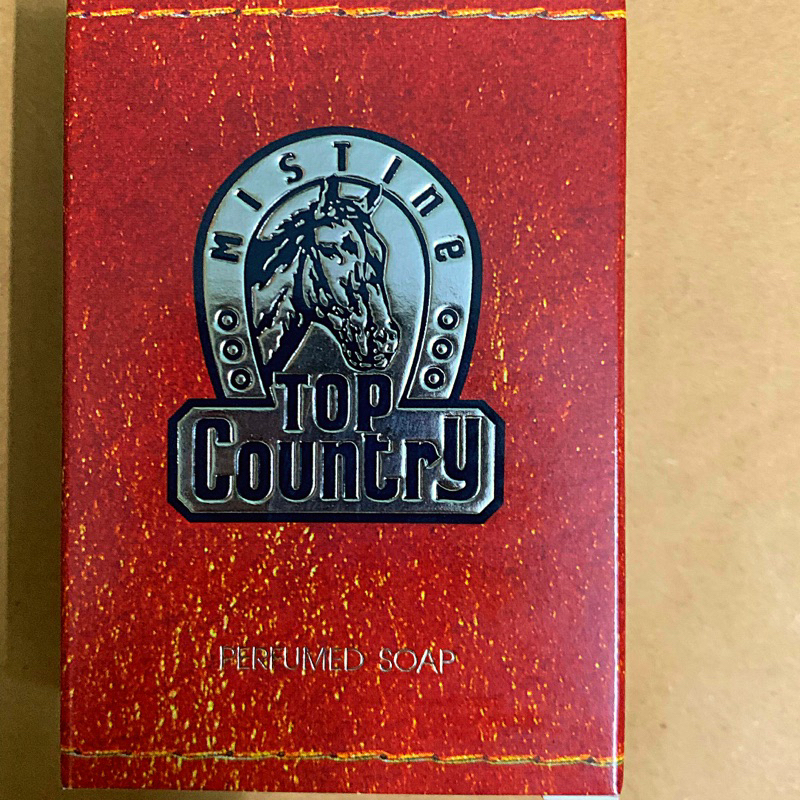 MISTINE
TOP
Country
PERFUMED SOAP